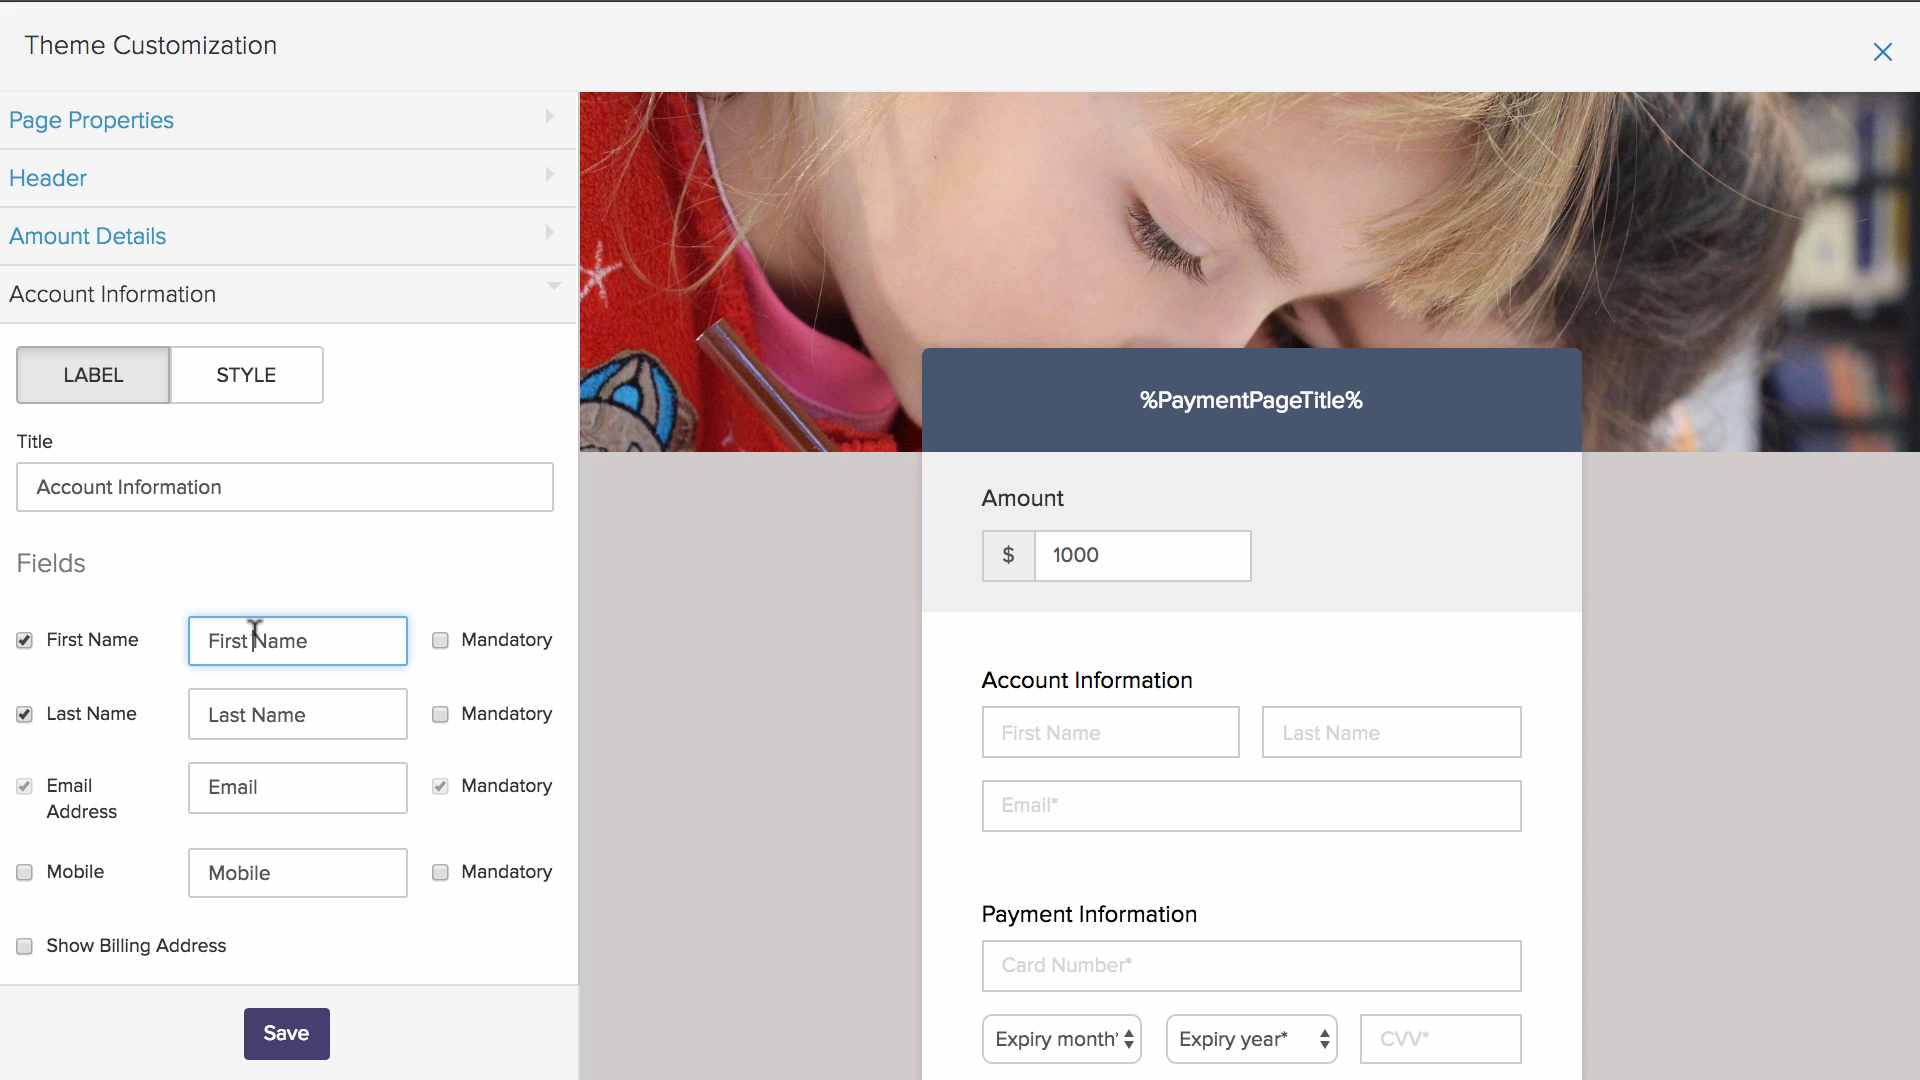 Theme Customization
Page Properties
Header
Amount Details
Account Information
LABEL STYLE
Title
Account Information
Fields
First Name First Name Mandatory
Last Name Last Name Mandatory
Email Address Email Mandatory
Mobile Mobile Mandatory
Show Billing Address
Save
%PaymentPageTitle%
Amount
$ 1000
Account Information
First Name Last Name
Email*
Payment Information
Card Number*
Expiry month* Expiry year* CVV*